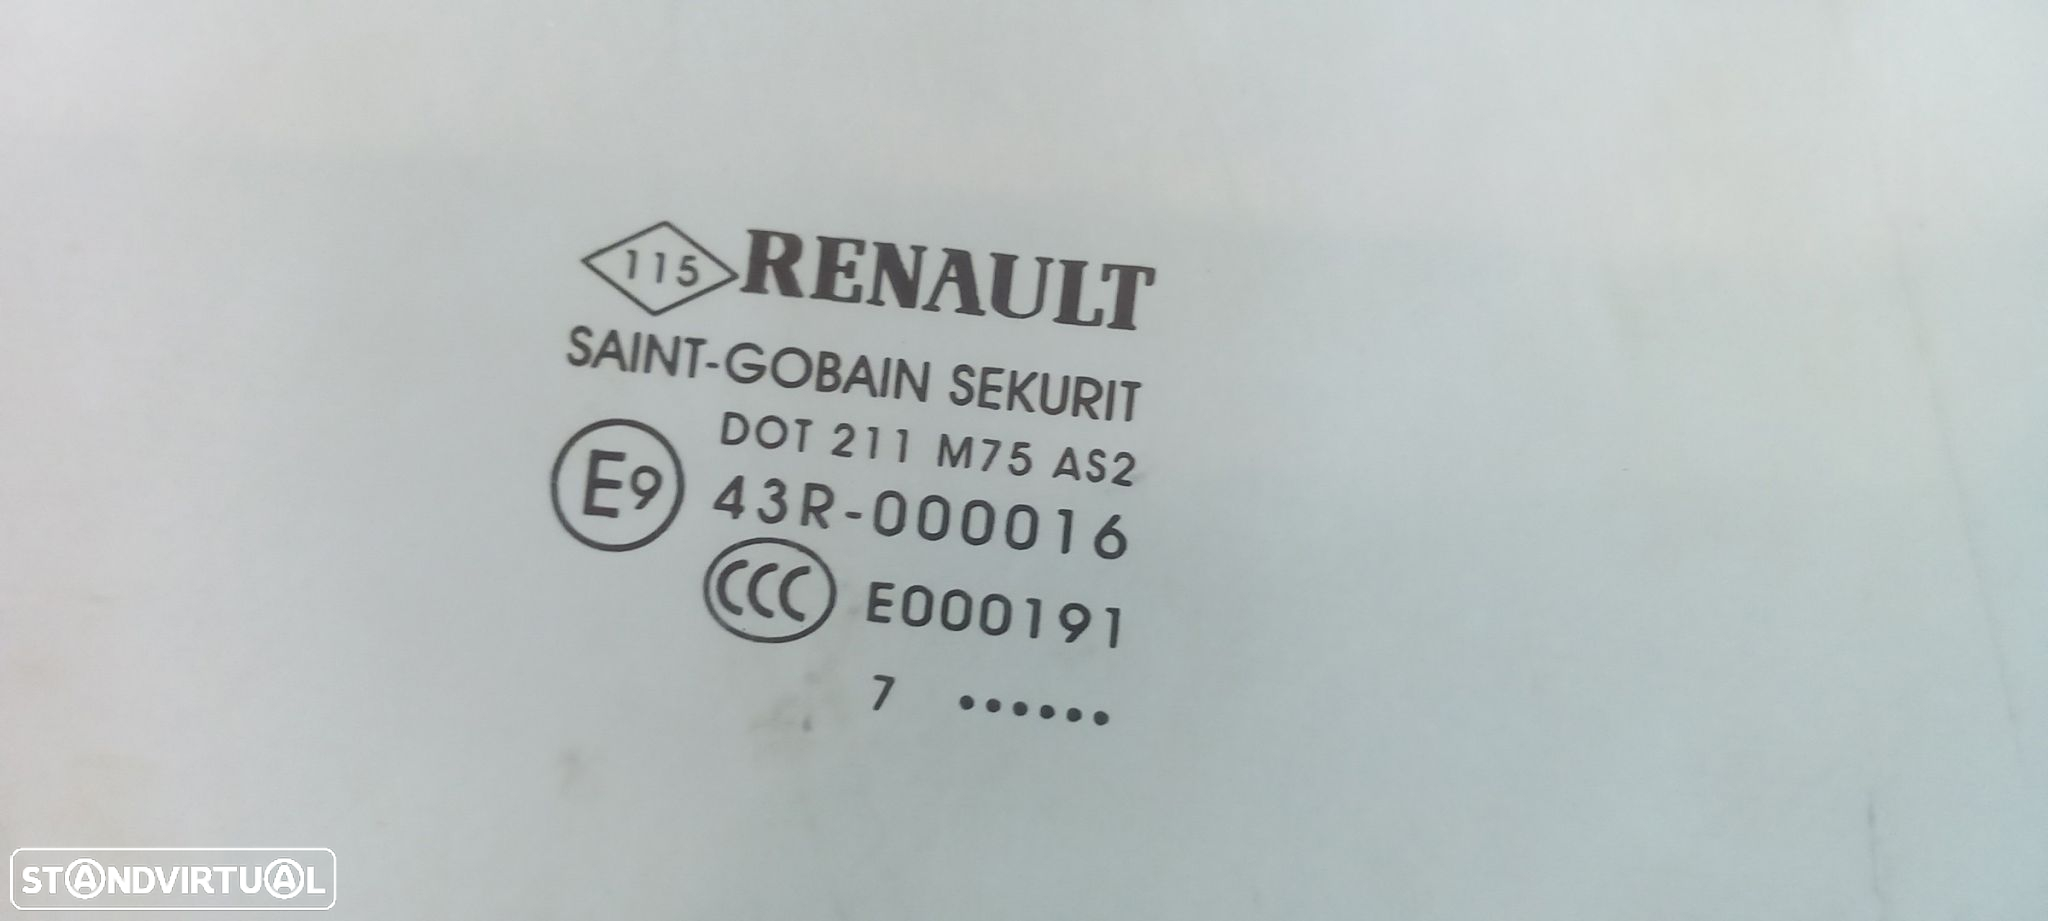 115 RENAULT
SAINT-GOBAIN SEKURIT
DOT 211 M75 AS2
E9 43R-000016
CCC E000191
7 ••••••
STANDVIRTUAL